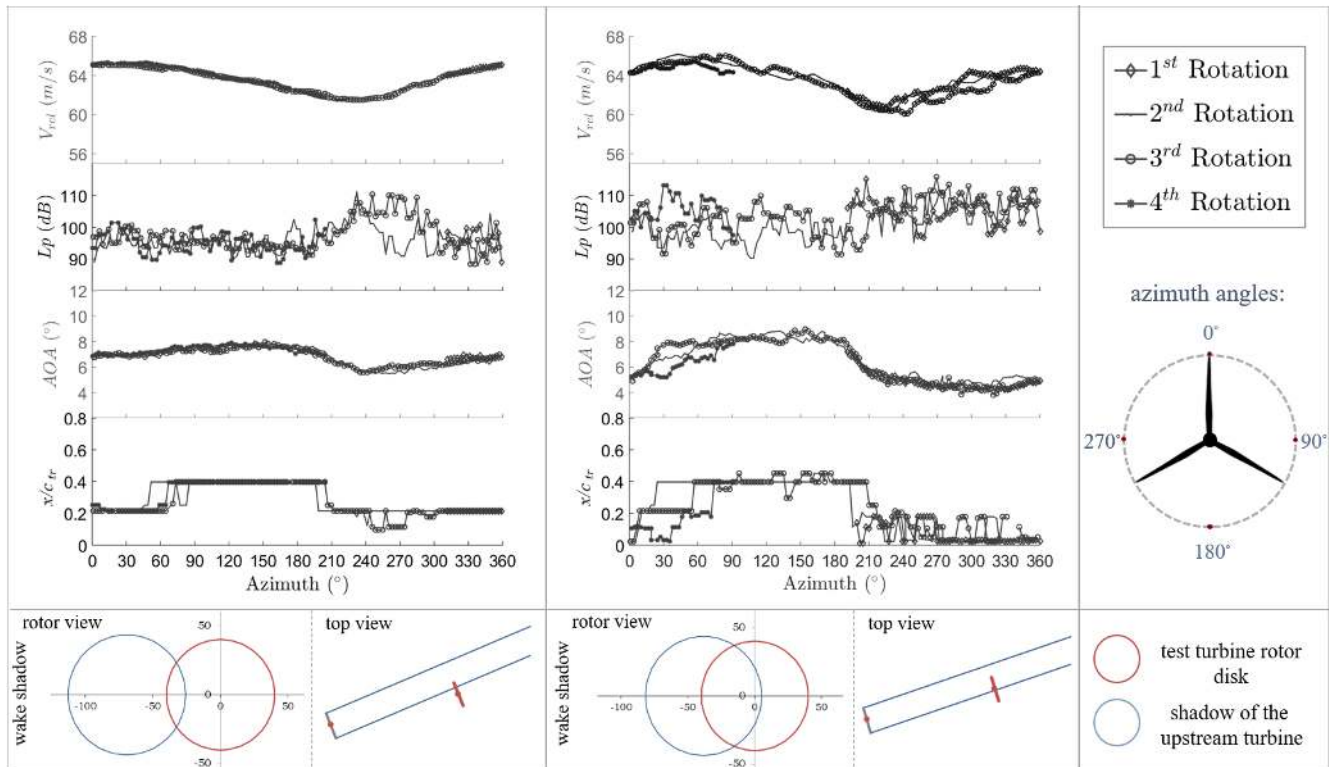 68
64
60
56
V_rel (m/s)
110
100
90
Lp (dB)
12
10
8
6
4
AOA (°)
0.8
0.6
0.4
0.2
0
x/c_tr
0 30 60 90 120 150 180 210 240 270 300 330 360
Azimuth (°)
68
64
60
56
V_rel (m/s)
110
100
90
Lp (dB)
12
10
8
6
4
AOA (°)
0.8
0.6
0.4
0.2
0
x/c_tr
0 30 60 90 120 150 180 210 240 270 300 330 360
Azimuth (°)
1st Rotation
2nd Rotation
3rd Rotation
4th Rotation
azimuth angles:
0°
270° 90°
180°
wake shadow
rotor view
50
-100 -50 0 50
-50
top view
wake shadow
rotor view
50
-100 -50 0 50
-50
top view
test turbine rotor
disk
shadow of the
upstream turbine